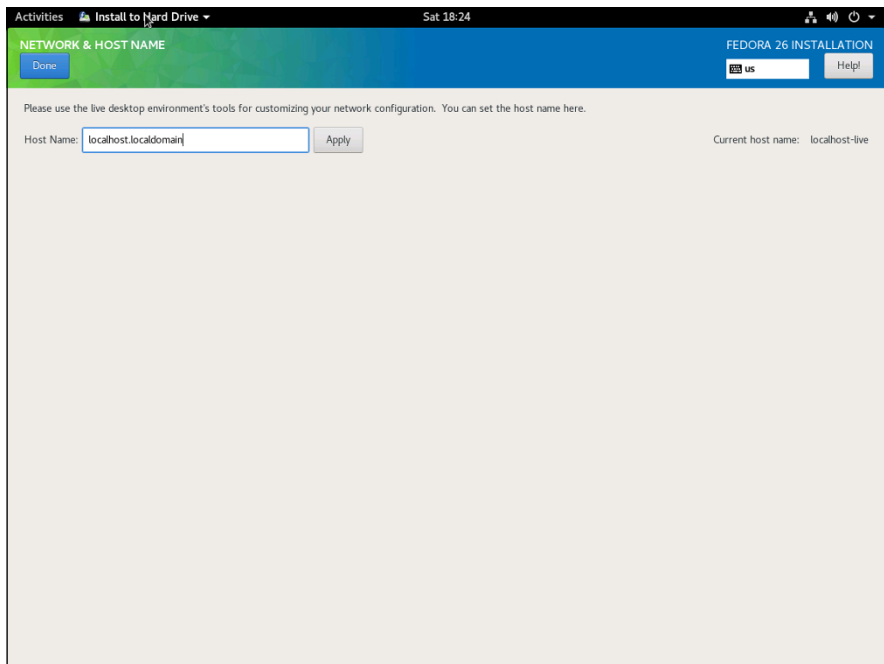 Activities Install to Hard Drive Sat 18:24
NETWORK & HOST NAME FEDORA 26 INSTALLATION
Done us Help!
Please use the live desktop environment's tools for customizing your network configuration. You can set the host name here.
Host Name: localhost.localdomain Apply Current host name: localhost-live